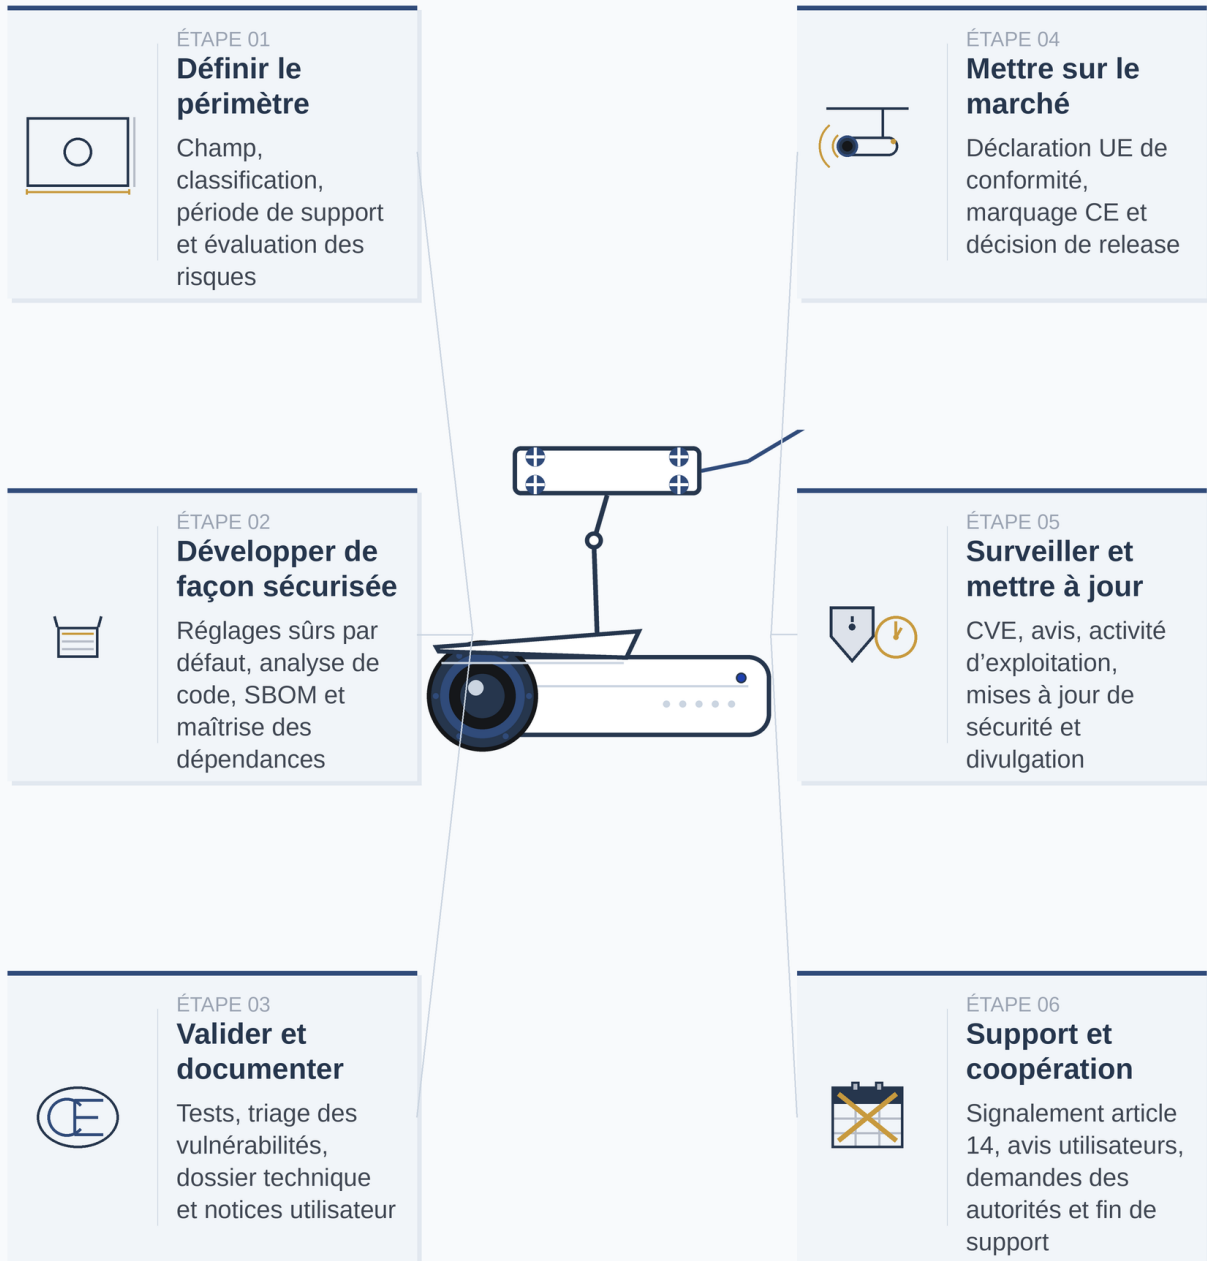 ÉTAPE 01
Définir le
périmètre
Champ,
classification,
période de support
et évaluation des
risques
ÉTAPE 02
Développer de
façon sécurisée
Réglages sûrs par
défaut, analyse de
code, SBOM et
maîtrise des
dépendances
ÉTAPE 03
Valider et
documenter
Tests, triage des
vulnérabilités,
dossier technique
et notices utilisateur
ÉTAPE 04
Mettre sur le
marché
Déclaration UE de
conformité,
marquage CE et
décision de release
ÉTAPE 05
Surveiller et
mettre à jour
CVE, avis, activité
d’exploitation,
mises à jour de
sécurité et
divulgation
ÉTAPE 06
Support et
coopération
Signalement article
14, avis utilisateurs,
demandes des
autorités et fin de
support